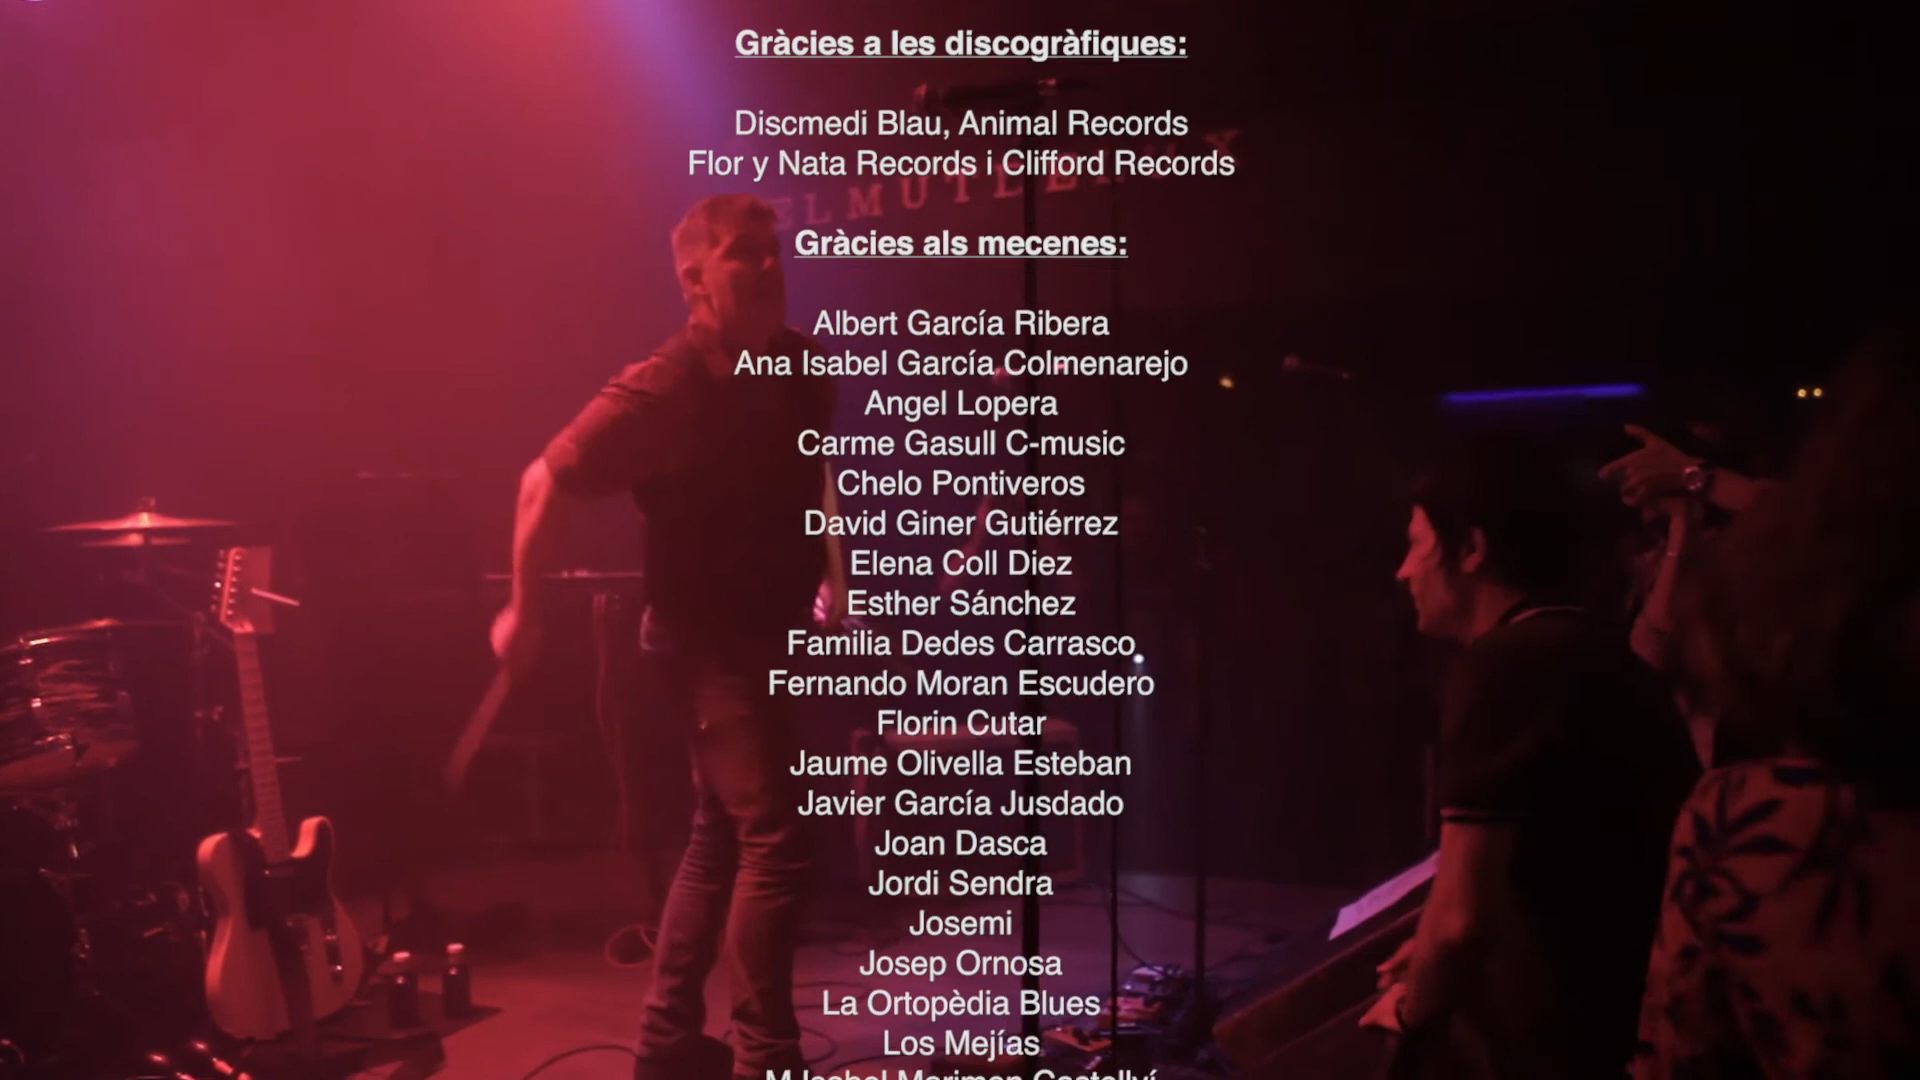 Gràcies a les discogràfiques:
Discmedi Blau, Animal Records
Flor y Nata Records i Clifford Records
Gràcies als mecenes:
Albert García Ribera
Ana Isabel García Colmenarejo
Angel Lopera
Carme Gasull C-music
Chelo Pontiveros
David Giner Gutiérrez
Elena Coll Diez
Esther Sánchez
Familia Dedes Carrasco
Fernando Moran Escudero
Florin Cutar
Jaume Olivella Esteban
Javier García Jusdado
Joan Dasca
Jordi Sendra
Josemi
Josep Ornosa
La Ortopèdia Blues
Los Mejías